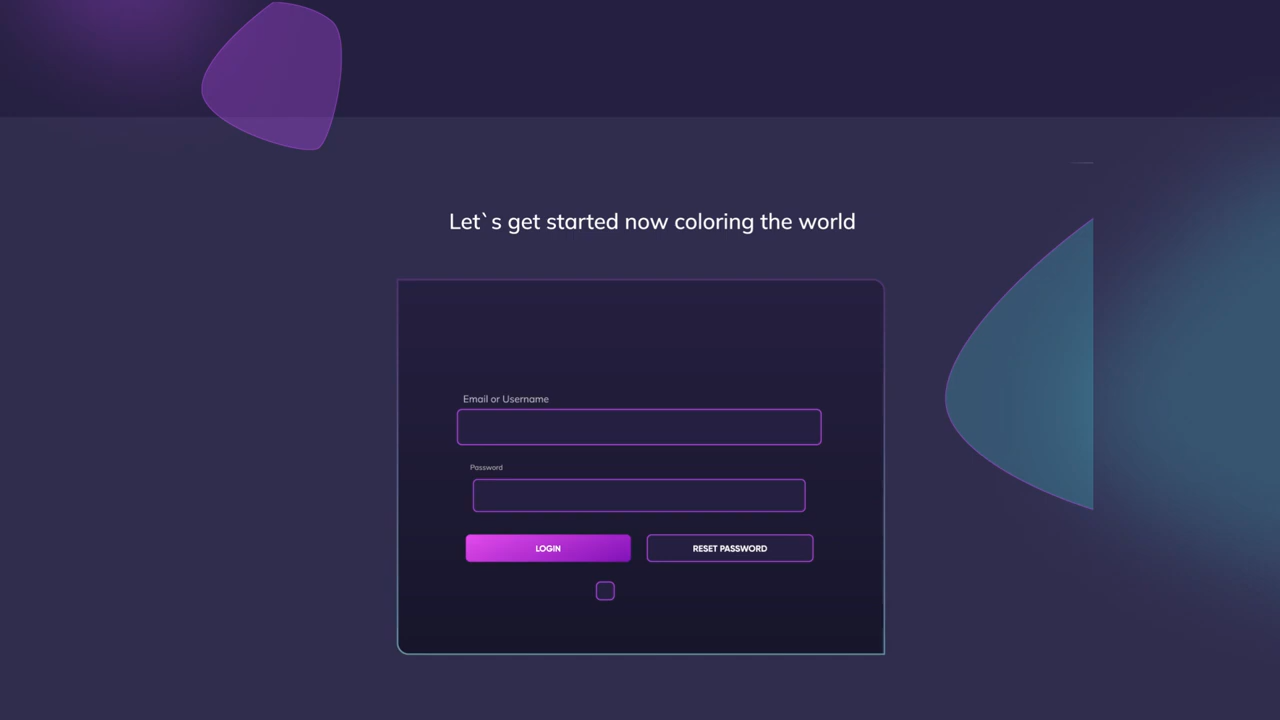 Let`s get started now coloring the world
Email or Username
Password
LOGIN
RESET PASSWORD